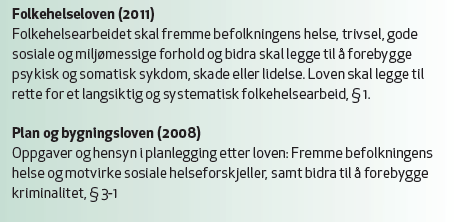 Folkehelseloven (2011)
Folkehelsearbeidet skal fremme befolkningens helse, trivsel, gode
sosiale og miljømessige forhold og bidra skal legge til å forebygge
psykisk og somatisk sykdom, skade eller lidelse. Loven skal legge til
rette for et langsiktig og systematisk folkehelsearbeid, § 1.
Plan og bygningsloven (2008)
Oppgaver og hensyn i planlegging etter loven: Fremme befolkningens
helse og motvirke sosiale helseforskjeller, samt bidra til å forebygge
kriminalitet, § 3-1